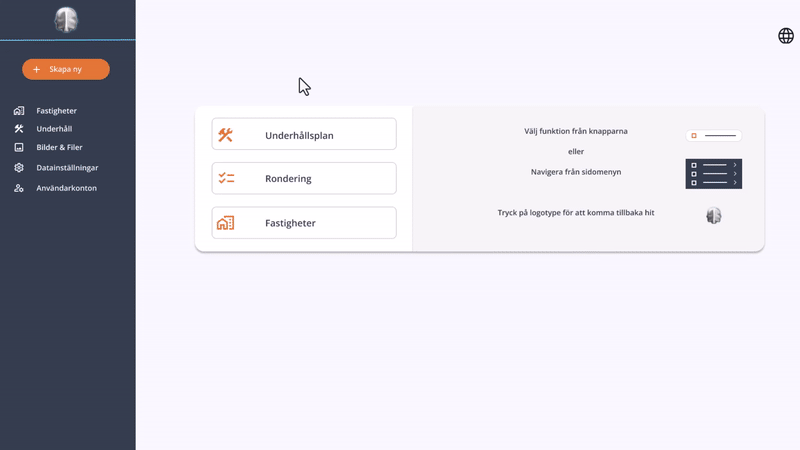 Skapa ny
Fastigheter
Underhåll
Bilder & Filer
Datainställningar
Användarkonton
Underhållsplan
Rondering
Fastigheter
Välj funktion från knapparna
eller
Navigera från sidomenyn
Tryck på logotype för att komma tillbaka hit